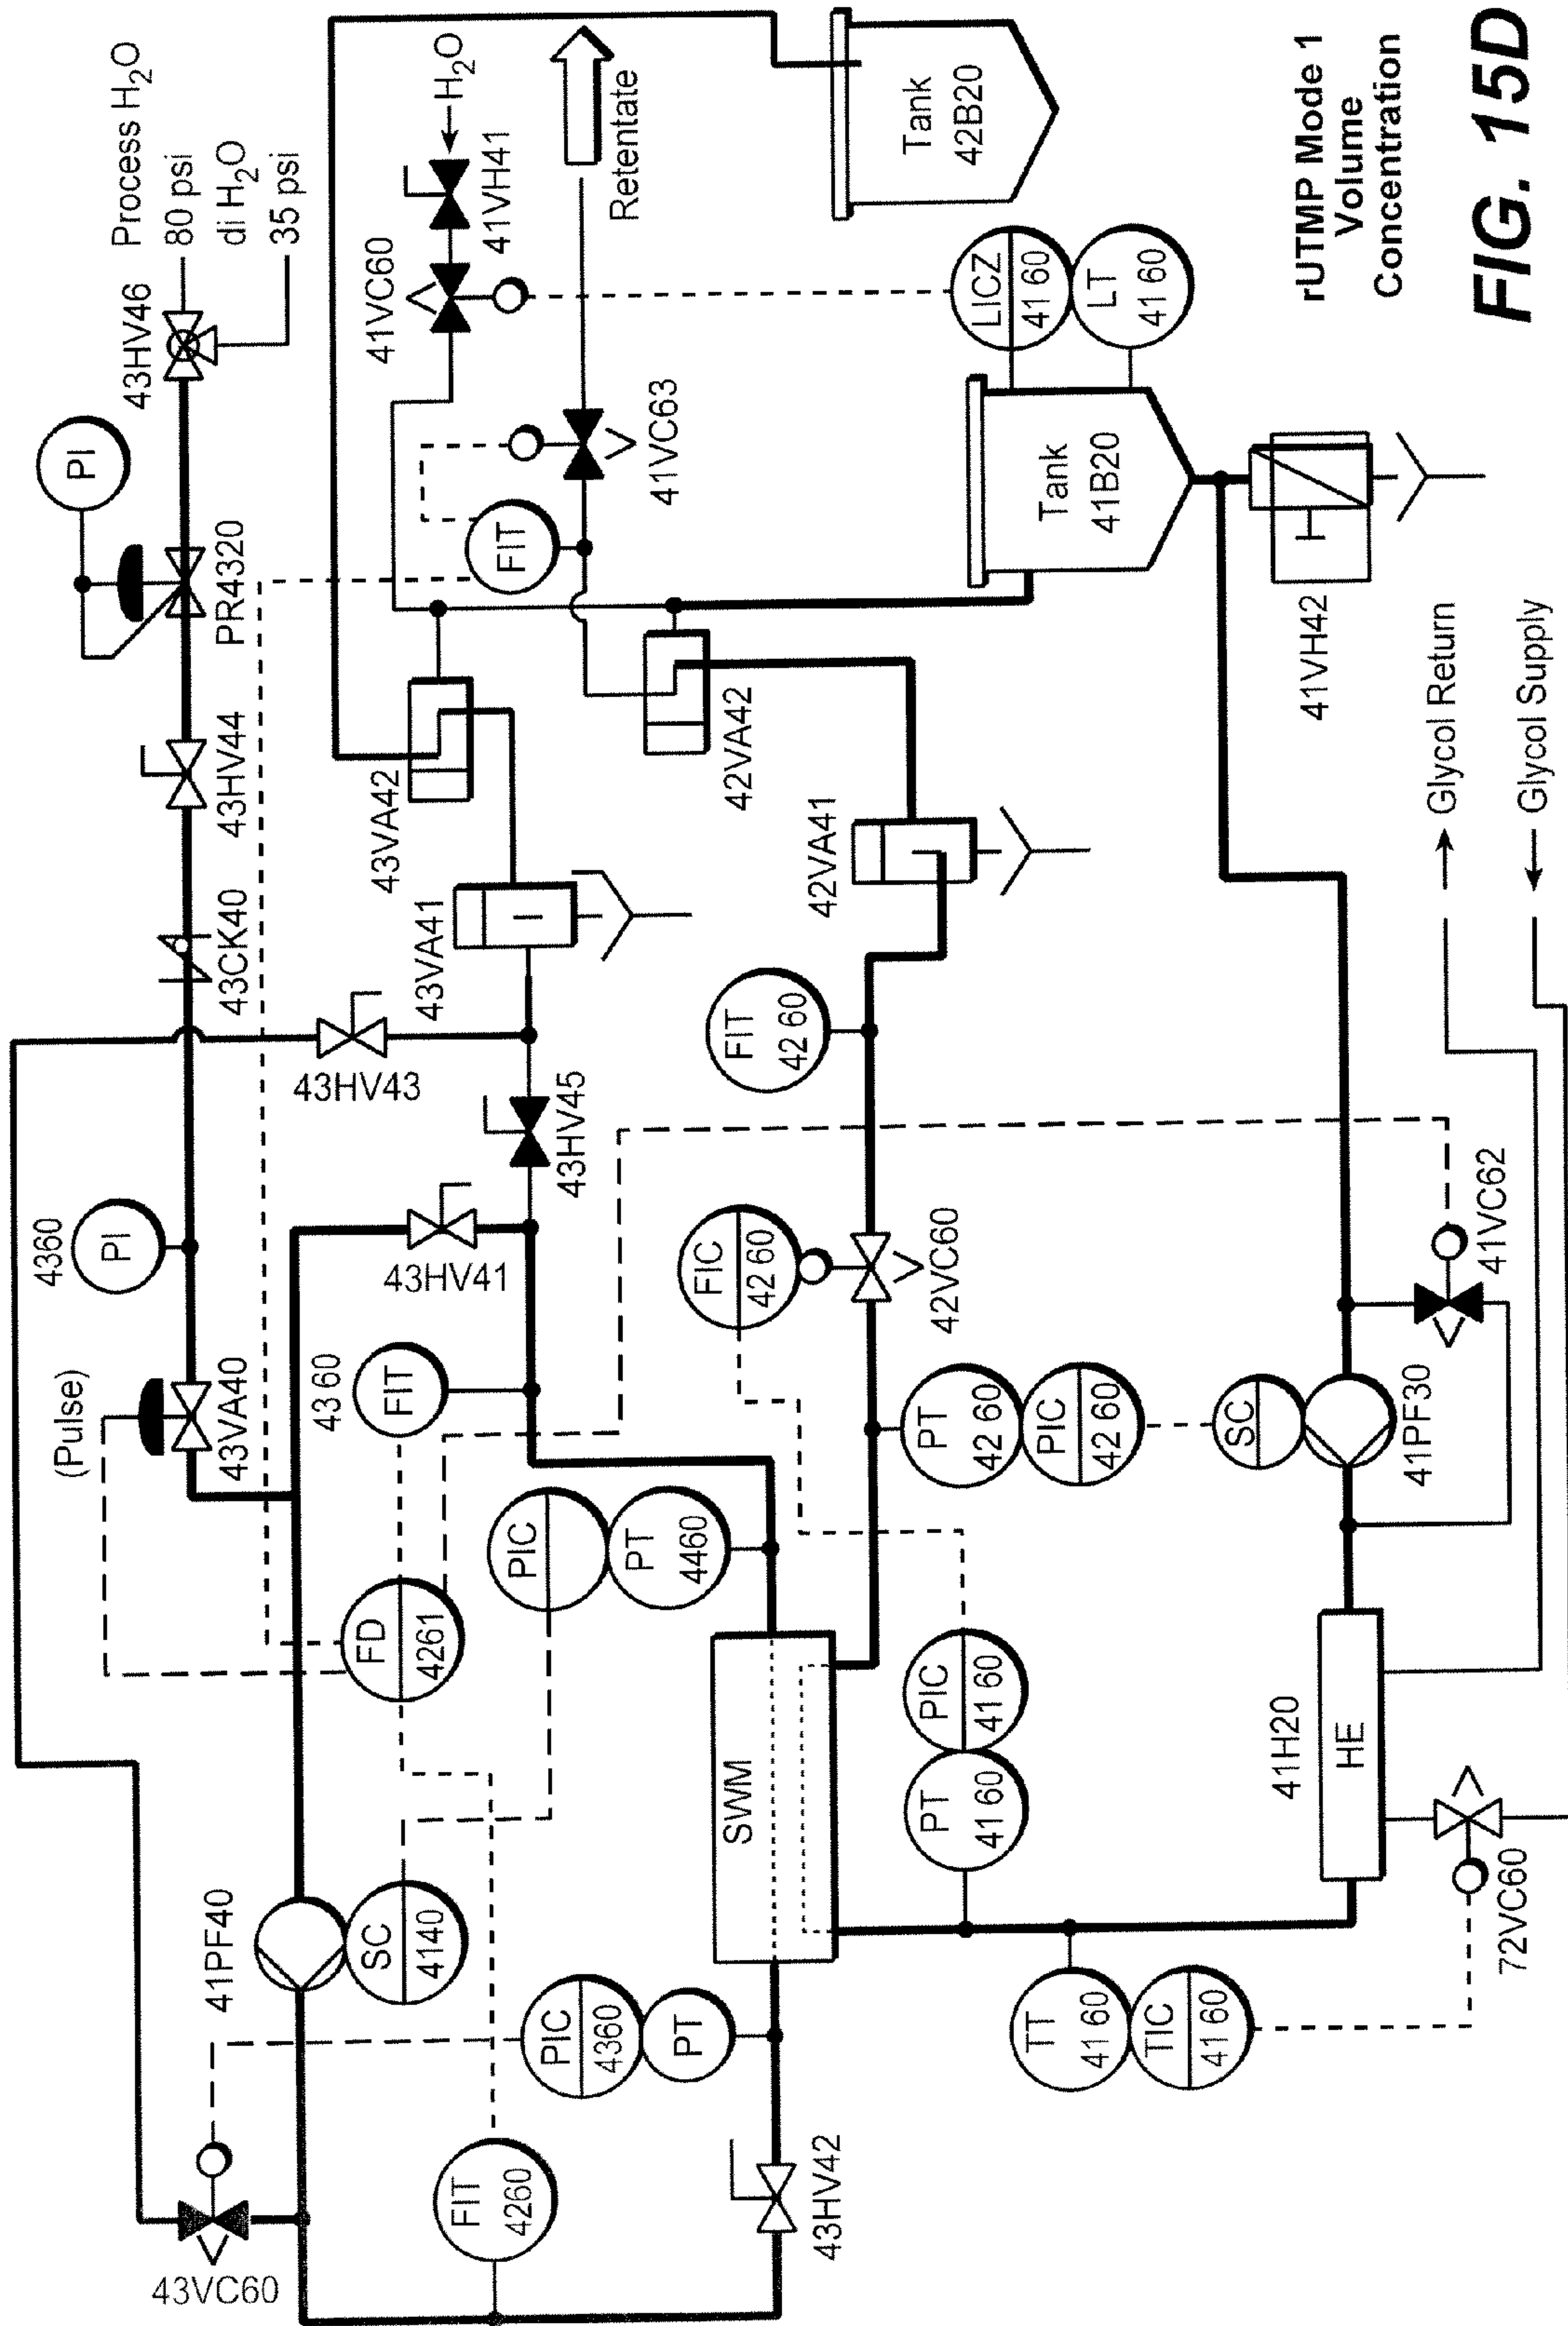 Process H2O
80 psi
di H2O
35 psi
43HV46
PI
PR4320
43HV44
43CK40
4360
PI
(Pulse)
43VA40
H2O
41VH41
41VC60
Retentate
41VC63
FIT
43VA42
42VA42
43VA41
I
42VA41
43HV43
43HV45
43HV41
43 60
FIT
FD
4261
PIC
PT
4460
41PF40
SC
4140
43VC60
FIT
4260
PIC
4360
PT
43HV42
SWM
FIT
42 60
FIC
42 60
42VC60
PT
42 60
PIC
42 60
PIC
41 60
PT
41 60
TT
41 60
TIC
41 60
SC
41PF30
41VC62
41H20
HE
72VC60
Tank
42B20
Tank
41B20
LICZ
41 60
LT
41 60
H
41VH42
Glycol Return
Glycol Supply
rUTMP Mode 1
Volume
Concentration
FIG. 15D